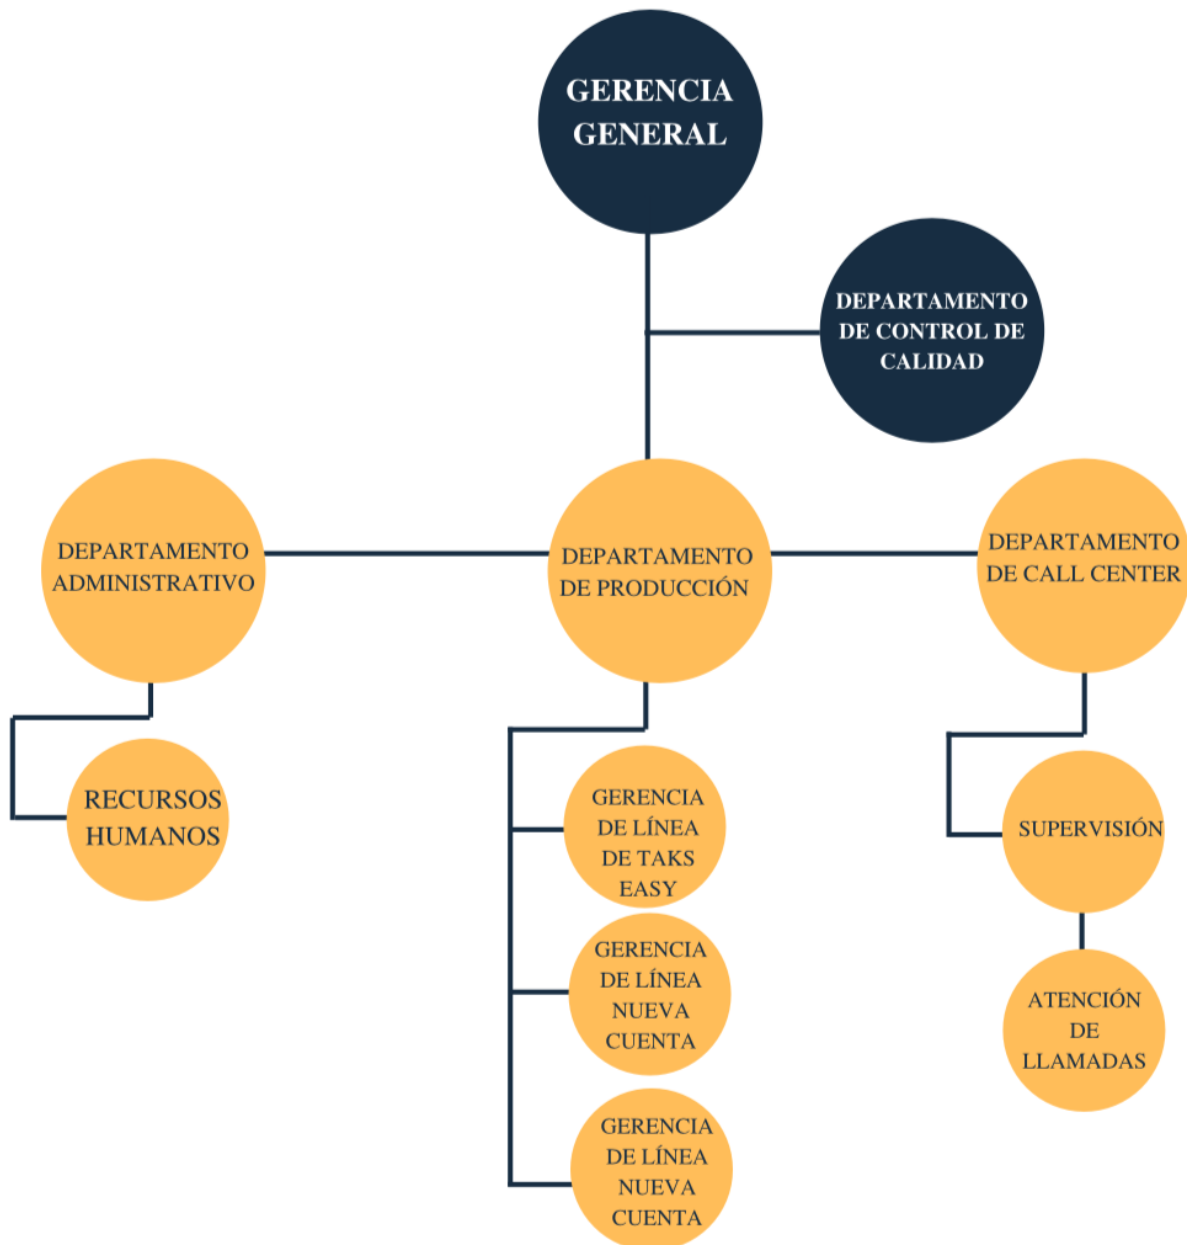 GERENCIA
GENERAL
DEPARTAMENTO
DE CONTROL DE
CALIDAD
DEPARTAMENTO
ADMINISTRATIVO
DEPARTAMENTO
DE PRODUCCIÓN
DEPARTAMENTO
DE CALL CENTER
RECURSOS
HUMANOS
GERENCIA
DE LÍNEA
DE TAKS
EASY
GERENCIA
DE LÍNEA
NUEVA
CUENTA
GERENCIA
DE LÍNEA
NUEVA
CUENTA
SUPERVISIÓN
ATENCIÓN
DE
LLAMADAS